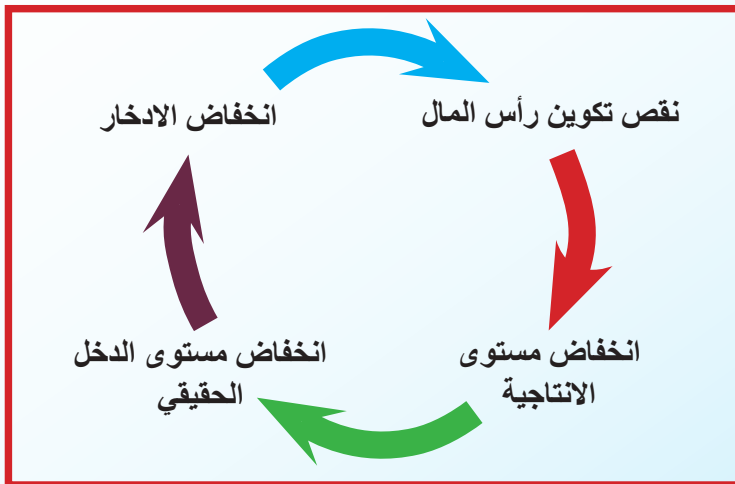 نقص تكوين رأس المال
انخفاض الادخار
انخفاض مستوى
الانتاجية
انخفاض مستوى الدخل
الحقيقي